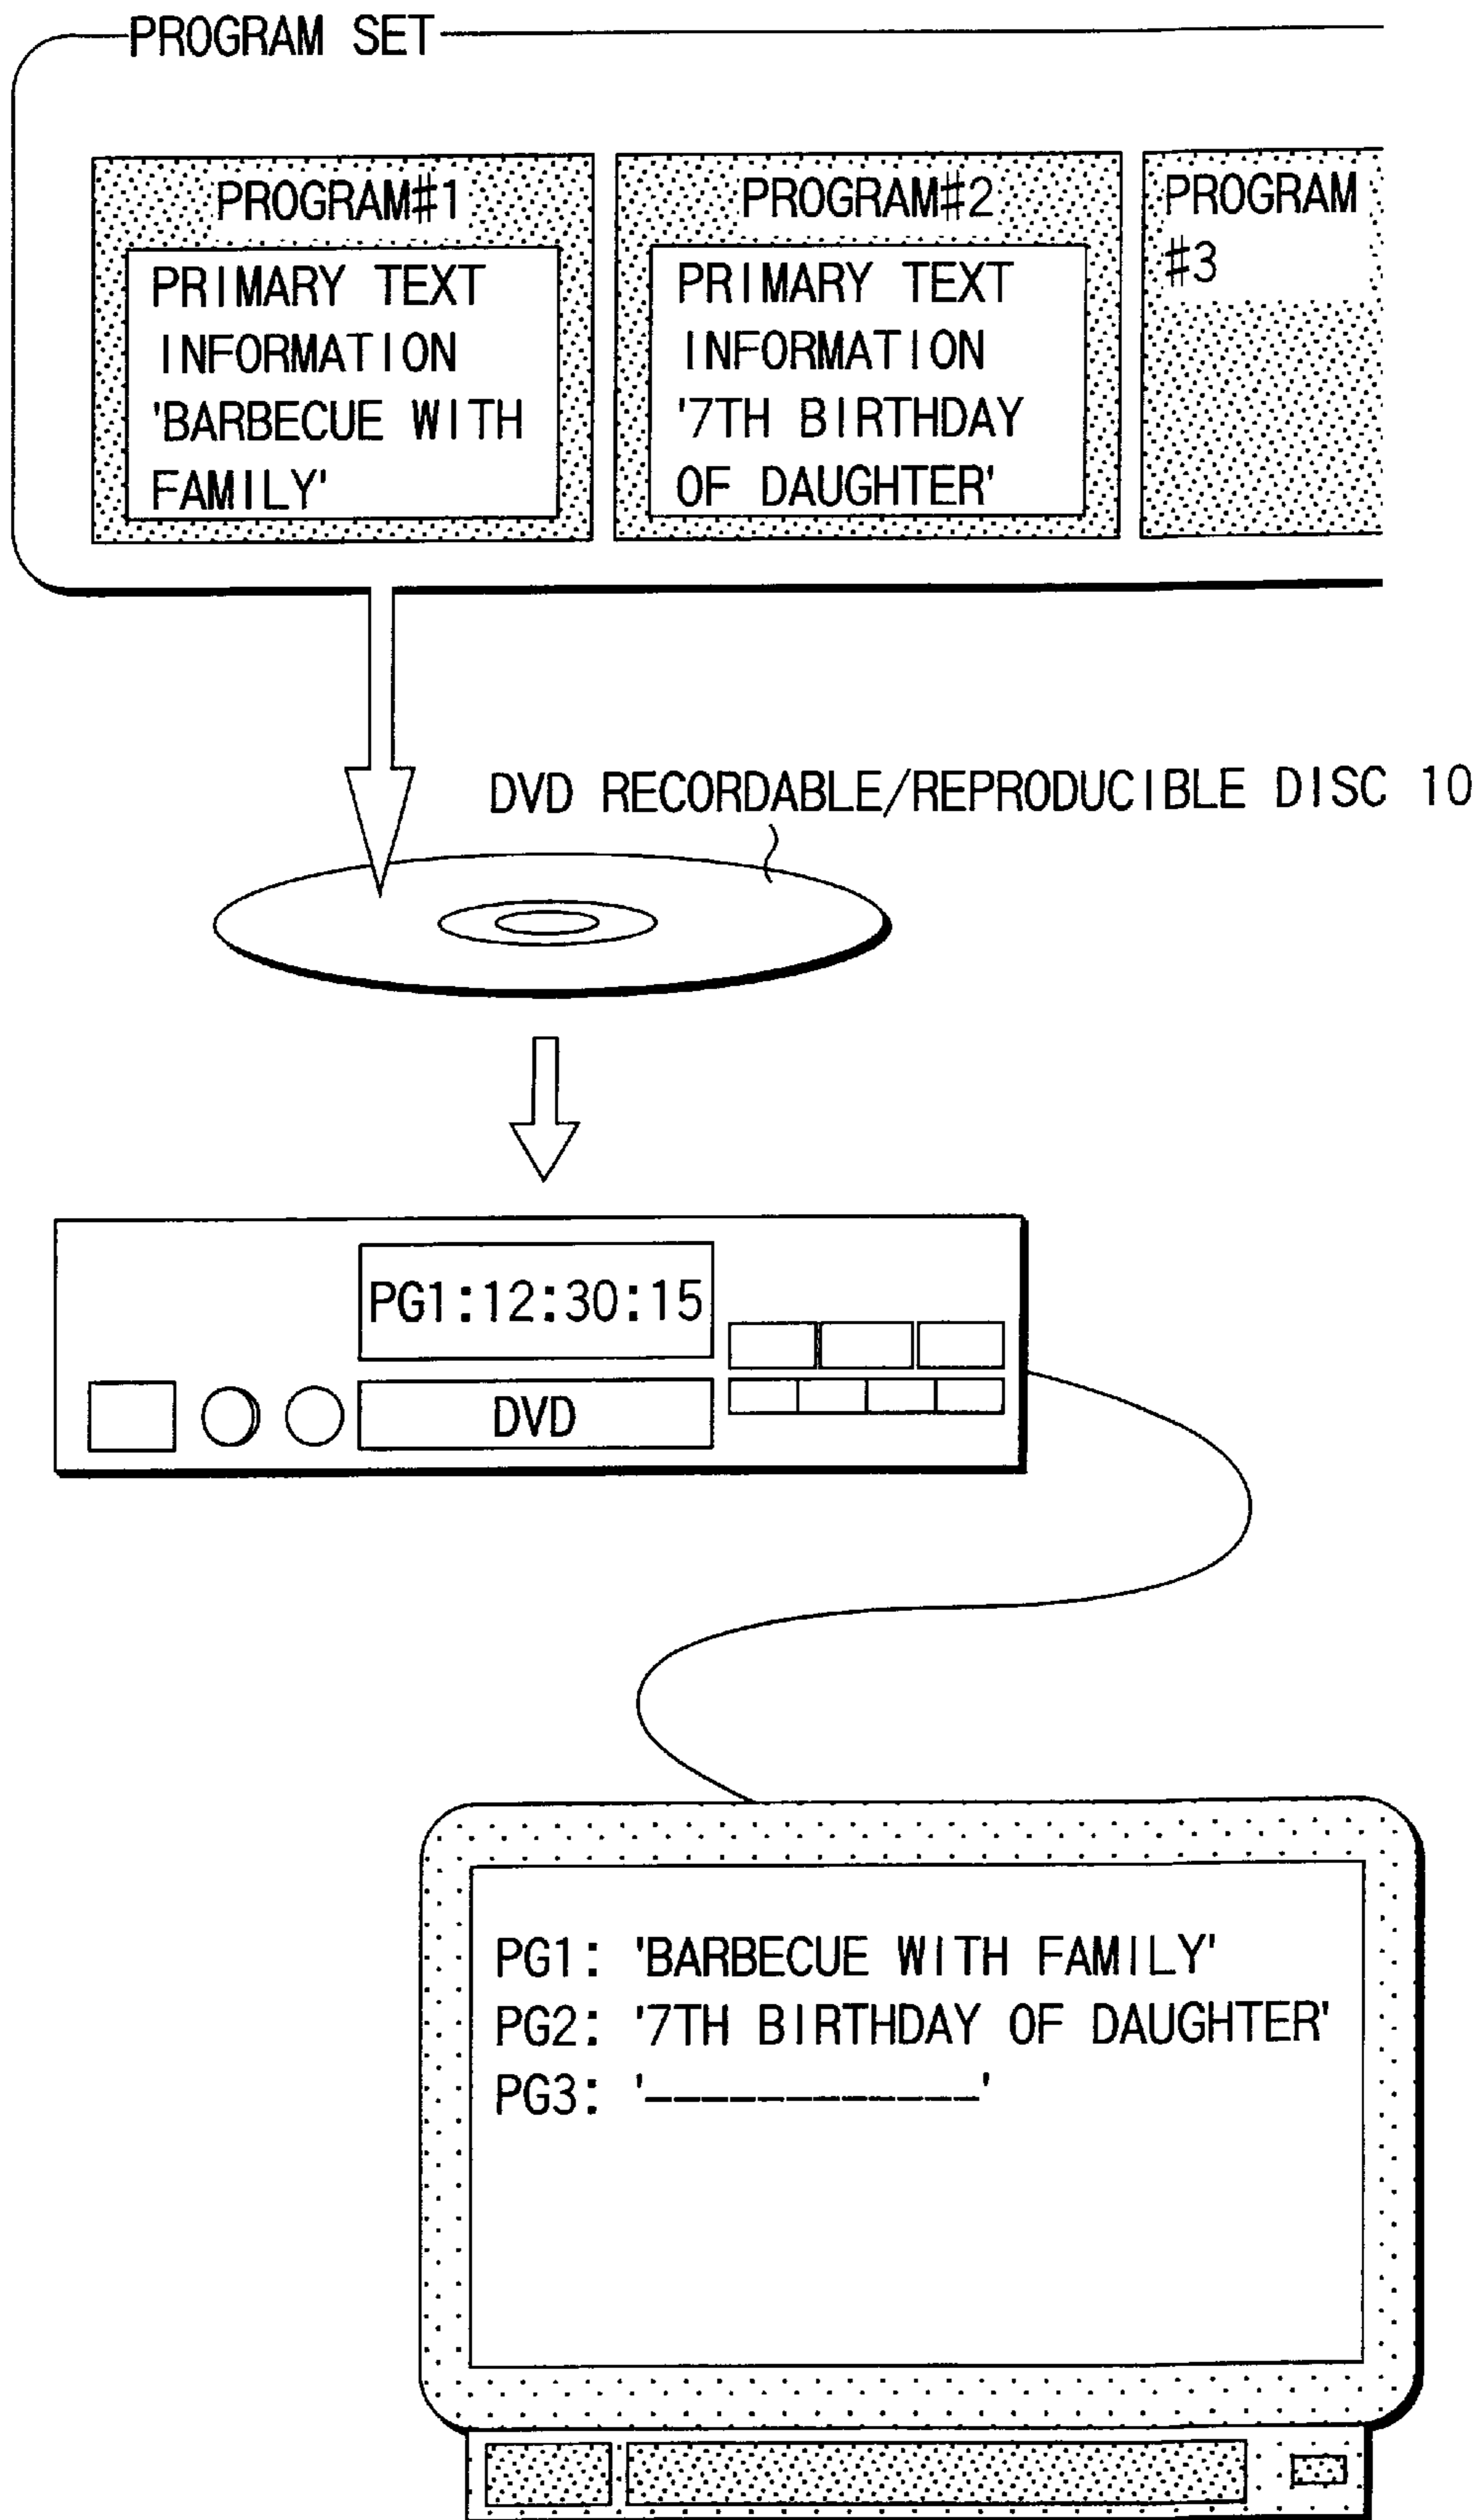 PROGRAM SET
PROGRAM#1
PRIMARY TEXT
INFORMATION
'BARBECUE WITH
FAMILY'
PROGRAM#2
PRIMARY TEXT
INFORMATION
'7TH BIRTHDAY
OF DAUGHTER'
PROGRAM
#3
DVD RECORDABLE/REPRODUCIBLE DISC 10
PG1:12:30:15
DVD
PG1: 'BARBECUE WITH FAMILY'
PG2: '7TH BIRTHDAY OF DAUGHTER'
PG3: '____________'